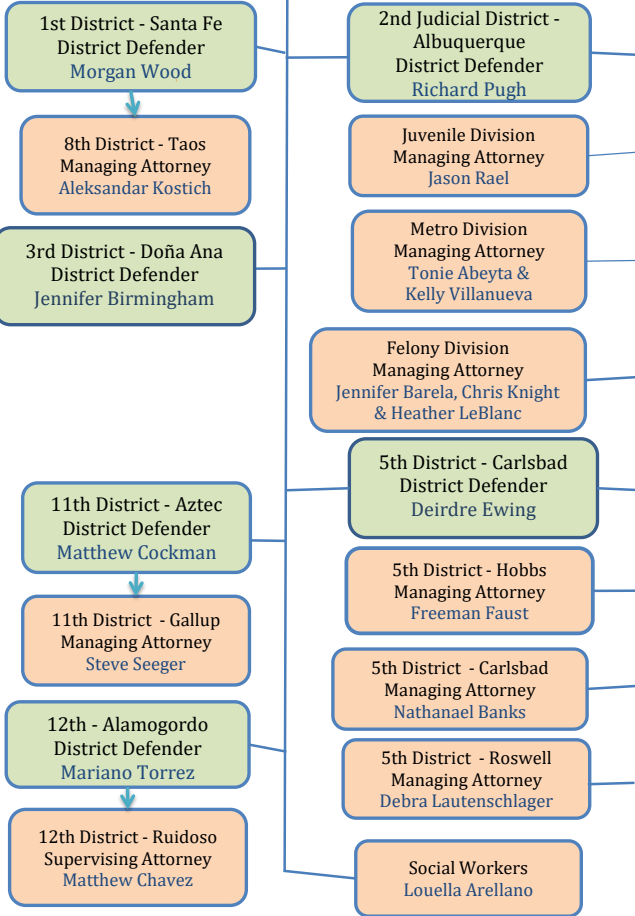 1st District - Santa Fe
District Defender
Morgan Wood
8th District - Taos
Managing Attorney
Aleksandar Kostich
3rd District - Doña Ana
District Defender
Jennifer Birmingham
11th District - Aztec
District Defender
Matthew Cockman
11th District - Gallup
Managing Attorney
Steve Seeger
12th - Alamogordo
District Defender
Mariano Torrez
12th District - Ruidoso
Supervising Attorney
Matthew Chavez
2nd Judicial District -
Albuquerque
District Defender
Richard Pugh
Juvenile Division
Managing Attorney
Jason Rael
Metro Division
Managing Attorney
Tonie Abeyta &
Kelly Villanueva
Felony Division
Managing Attorney
Jennifer Barela, Chris Knight
& Heather LeBlanc
5th District - Carlsbad
District Defender
Deirdre Ewing
5th District - Hobbs
Managing Attorney
Freeman Faust
5th District - Carlsbad
Managing Attorney
Nathanael Banks
5th District - Roswell
Managing Attorney
Debra Lautenschlager
Social Workers
Louella Arellano